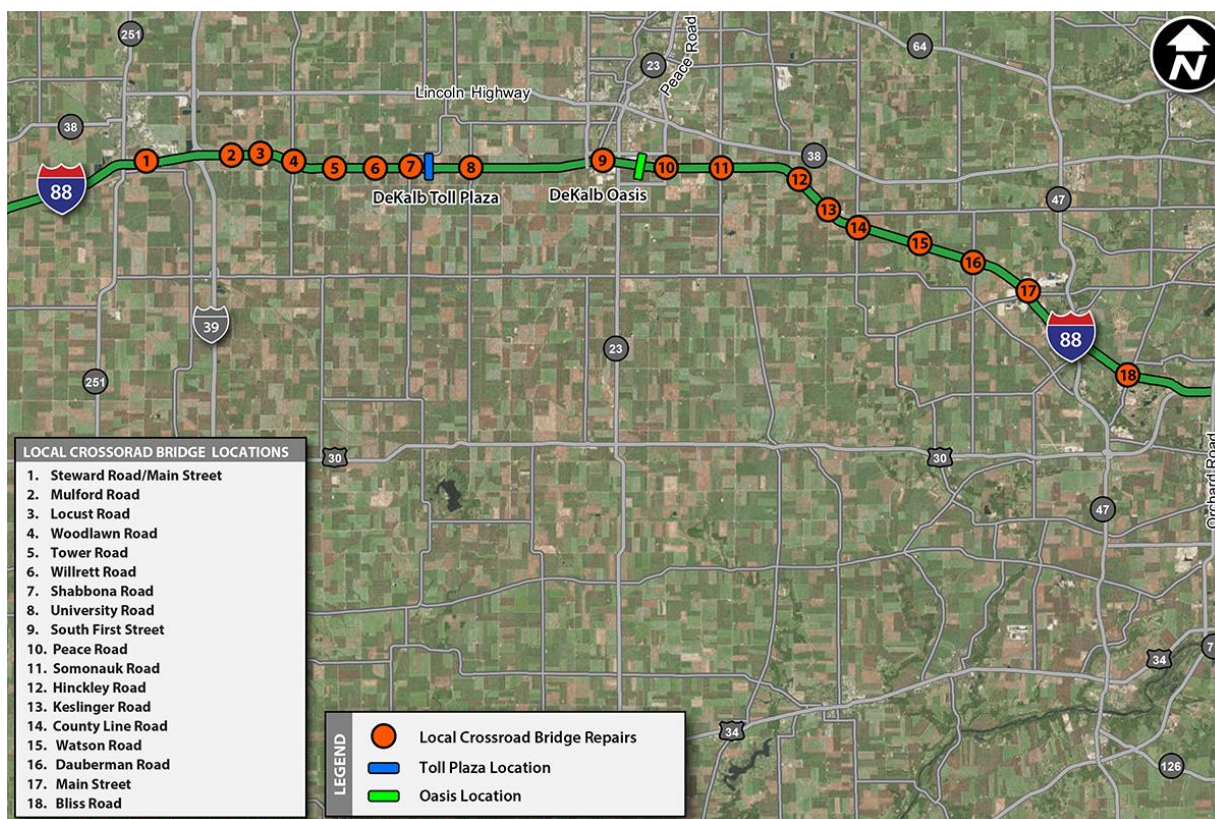 251
64
23
Peace Road
N
Lincoln Highway
38
38
1
2
3
4
5
6
7
8
9
10
11
12
88
DeKalb Toll Plaza
DeKalb Oasis
47
13
14
15
16
17
39
23
88
251
18
Orchard Road
30
30
47
34
34
7
126
LOCAL CROSSORAD BRIDGE LOCATIONS
1. Steward Road/Main Street
2. Mulford Road
3. Locust Road
4. Woodlawn Road
5. Tower Road
6. Willrett Road
7. Shabbona Road
8. University Road
9. South First Street
10. Peace Road
11. Somonauk Road
12. Hinckley Road
13. Keslinger Road
14. County Line Road
15. Watson Road
16. Dauberman Road
17. Main Street
18. Bliss Road
LEGEND
Local Crossroad Bridge Repairs
Toll Plaza Location
Oasis Location